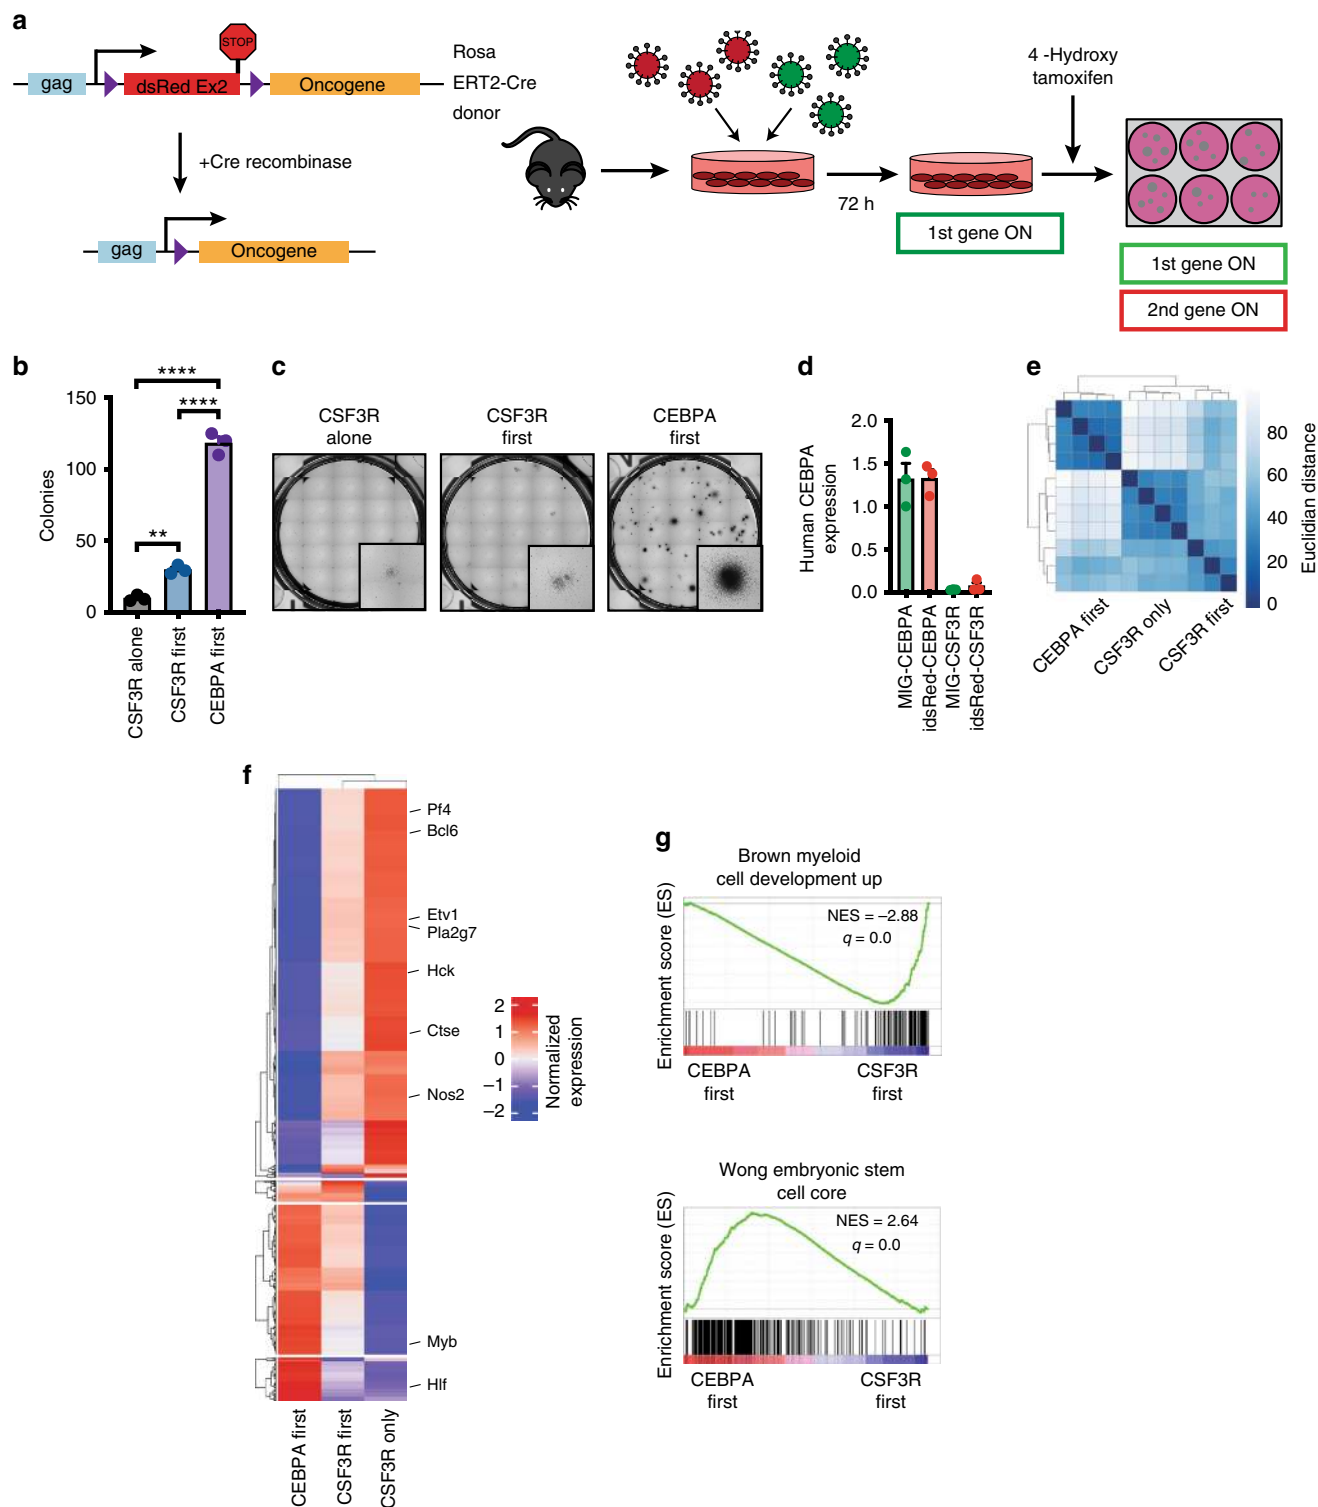 a
gag
dsRed Ex2
STOP
Oncogene
Rosa
ERT2-Cre
donor
+Cre recombinase
gag
Oncogene
72 h
1st gene ON
4 -Hydroxy
tamoxifen
1st gene ON
2nd gene ON
b
150
100
50
0
Colonies
****
****
**
CSF3R alone
CSF3R first
CEBPA first
c
CSF3R
alone
CSF3R
first
CEBPA
first
d
Human CEBPA
expression
2.0
1.5
1.0
0.5
0.0
MIG-CEBPA
idsRed-CEBPA
MIG-CSF3R
idsRed-CSF3R
e
80
60
40
20
0
Euclidian distance
CEBPA first
CSF3R only
CSF3R first
f
Pf4
Bcl6
Etv1
Pla2g7
Hck
Ctse
Nos2
Myb
Hlf
2
1
0
−1
−2
Normalized
expression
CEBPA first
CSF3R first
CSF3R only
g
Brown myeloid
cell development up
Enrichment score (ES)
NES = −2.88
q = 0.0
CEBPA
first
CSF3R
first
Wong embryonic stem
cell core
Enrichment score (ES)
NES = 2.64
q = 0.0
CEBPA
first
CSF3R
first